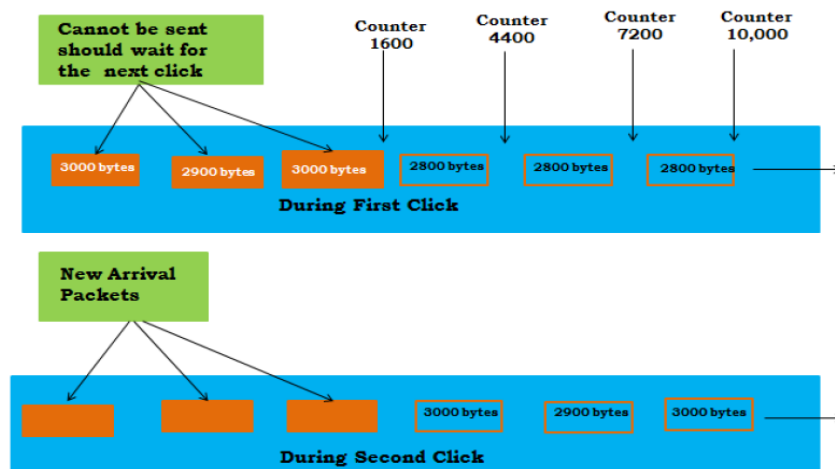 Cannot be sent
should wait for
the next click
Counter
1600
Counter
4400
Counter
7200
Counter
10,000
3000 bytes
2900 bytes
3000 bytes
2800 bytes
2800 bytes
2800 bytes
During First Click
New Arrival
Packets
3000 bytes
2900 bytes
3000 bytes
During Second Click